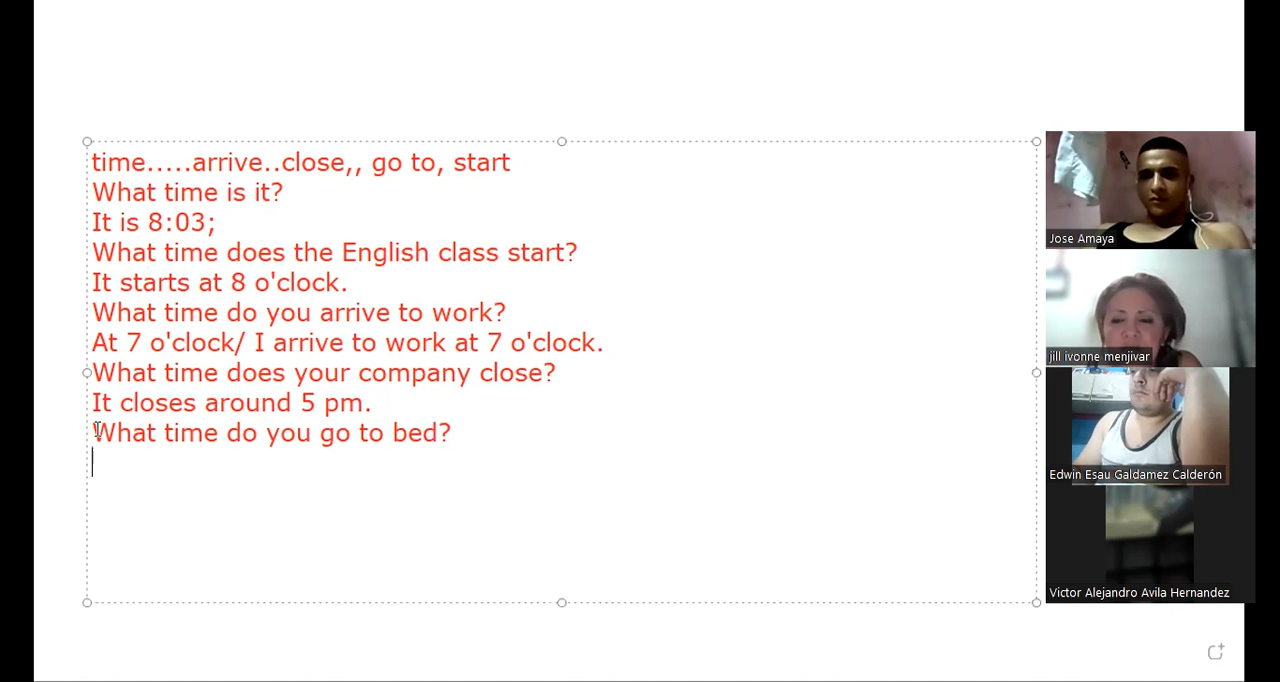 time.....arrive..close,, go to, start
What time is it?
It is 8:03;
What time does the English class start?
It starts at 8 o'clock.
What time do you arrive to work?
At 7 o'clock/ I arrive to work at 7 o'clock.
What time does your company close?
It closes around 5 pm.
What time do you go to bed?
Jose Amaya
jill ivonne menjivar
Edwin Esau Galdamez Calderón
Victor Alejandro Avila Hernandez